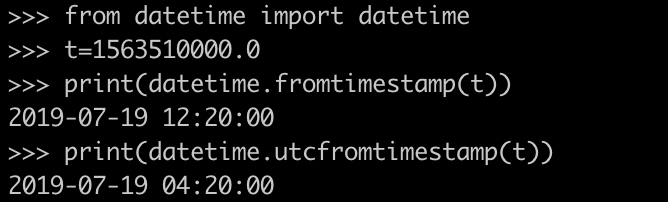 >>> from datetime import datetime
>>> t=1563510000.0
>>> print(datetime.fromtimestamp(t))
2019-07-19 12:20:00
>>> print(datetime.utcfromtimestamp(t))
2019-07-19 04:20:00